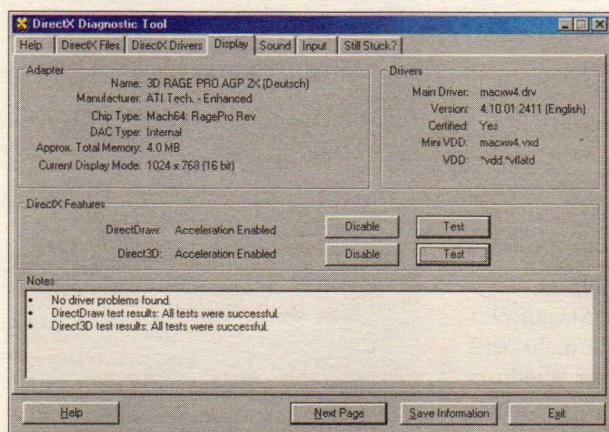 DirectX Diagnostic Tool
Help DirectX Files DirectX Drivers Display Sound Input Still Stuck?
Adapter
Name: 3D RAGE PRO AGP 2X (Deutsch)
Manufacturer: ATI Tech. - Enhanced
Chip Type: Mach64: RagePro Rev
DAC Type: Internal
Approx. Total Memory: 4.0 MB
Current Display Mode: 1024 x 768 (16 bit)
Drivers
Main Driver: macxw4.drv
Version: 4.10.01.2411 (English)
Certified: Yes
Mini VDD: macxw4.vxd
VDD: *vdd,*vflatd
DirectX Features
DirectDraw: Acceleration Enabled Disable Test
Direct3D: Acceleration Enabled Disable Test
Notes
• No driver problems found.
• DirectDraw test results: All tests were successful.
• Direct3D test results: All tests were successful.
Help Next Page Save Information Exit